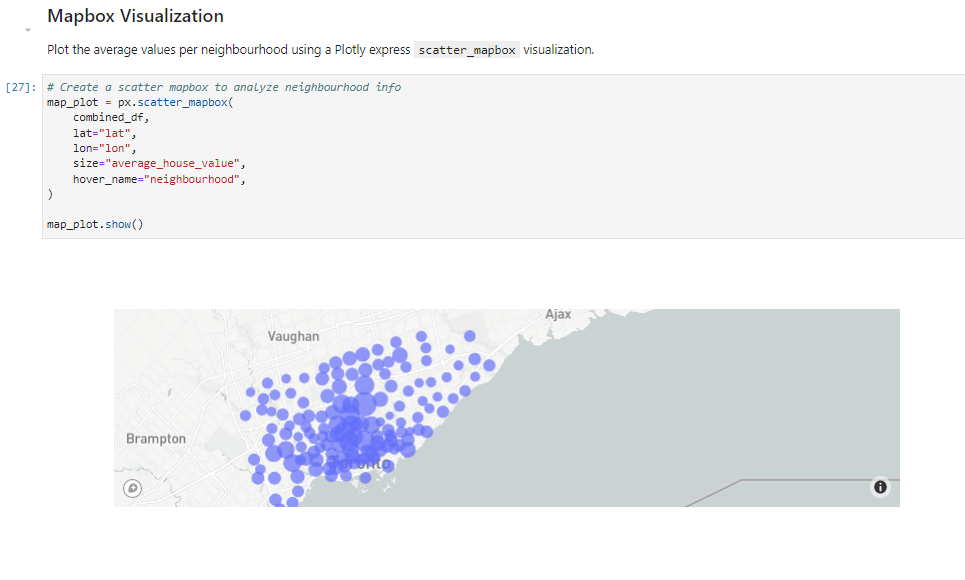 Mapbox Visualization
Plot the average values per neighbourhood using a Plotly express scatter_mapbox visualization.
[27]: # Create a scatter mapbox to analyze neighbourhood info
map_plot = px.scatter_mapbox(
    combined_df,
    lat="lat",
    lon="lon",
    size="average_house_value",
    hover_name="neighbourhood",
)
map_plot.show()
Ajax
Vaughan
Brampton
Toronto